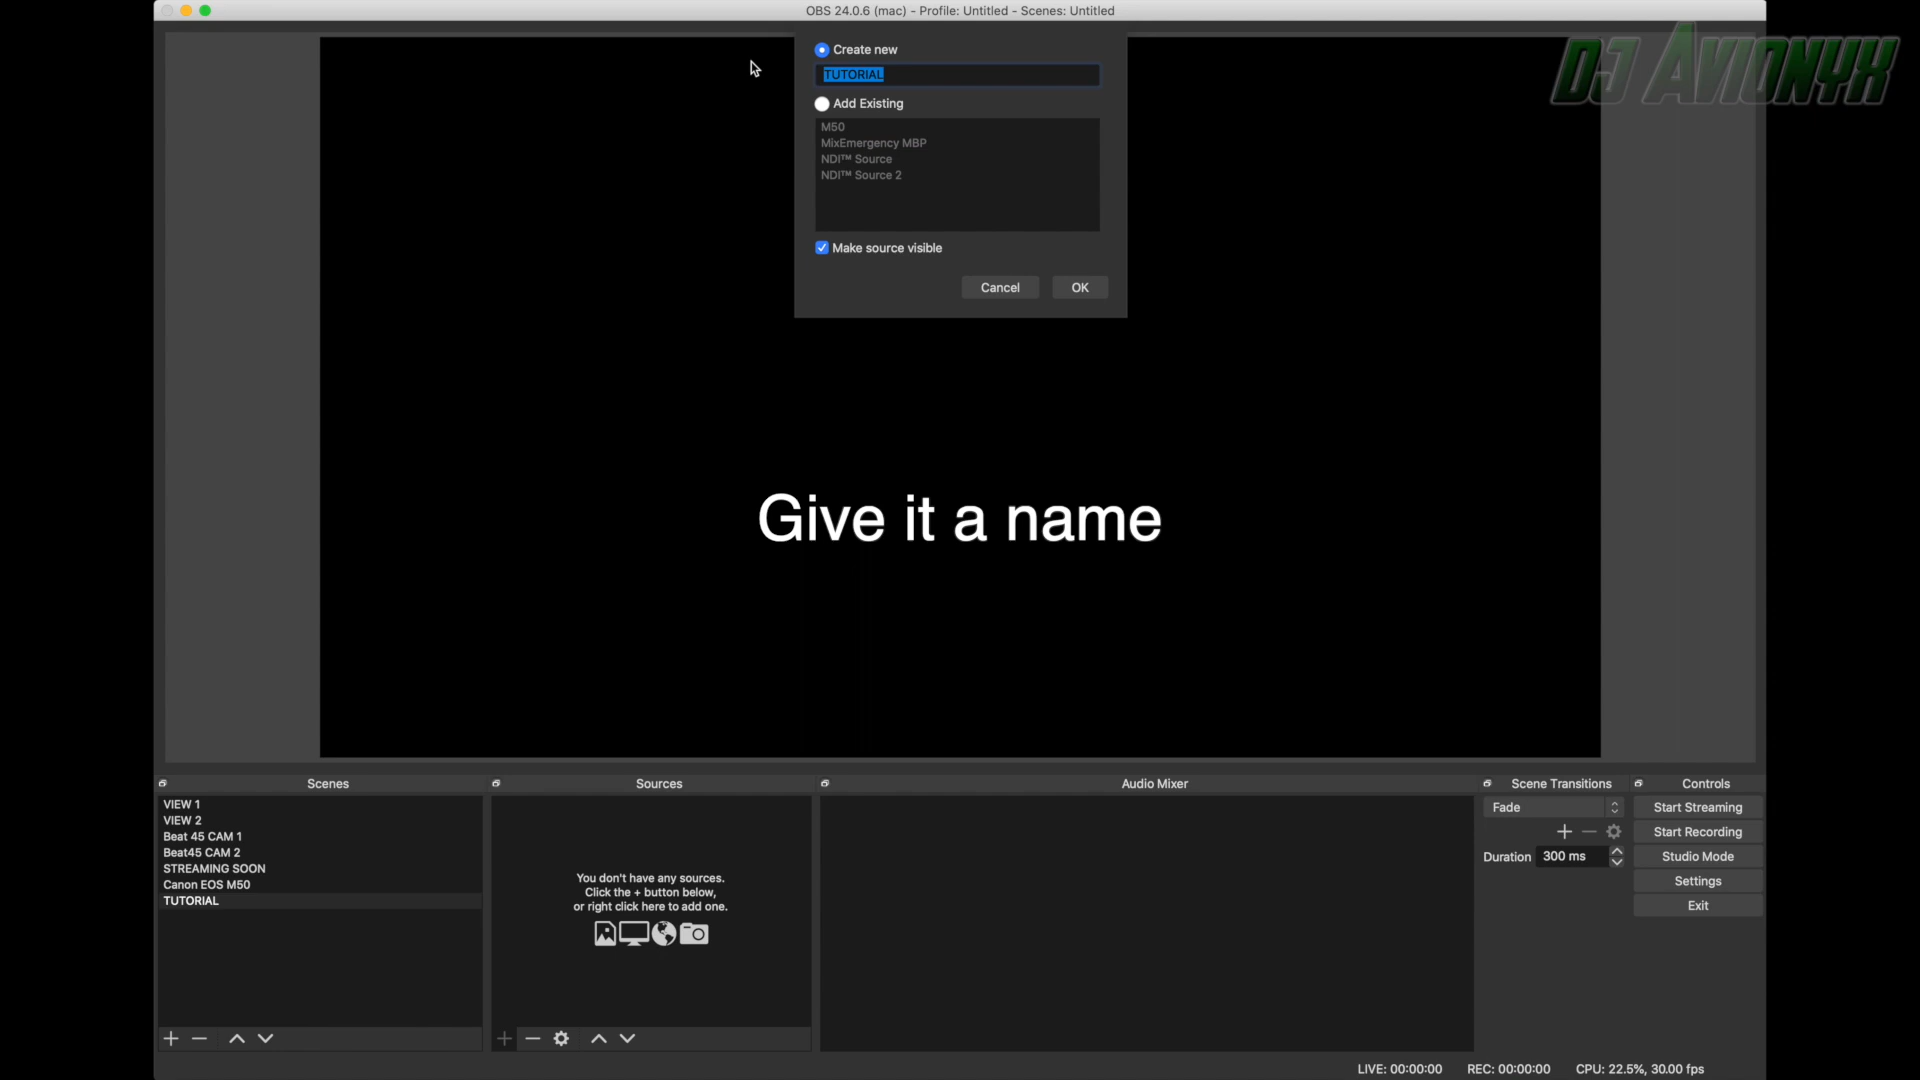 OBS 24.0.6 (mac) - Profile: Untitled - Scenes: Untitled
DJ AVIONYX
Create new
TUTORIAL
Add Existing
M50
MixEmergency MBP
NDI™ Source
NDI™ Source 2
Make source visible
Cancel
OK
Give it a name
Scenes
VIEW 1
VIEW 2
Beat 45 CAM 1
Beat45 CAM 2
STREAMING SOON
Canon EOS M50
TUTORIAL
Sources
You don't have any sources.
Click the + button below,
or right click here to add one.
Audio Mixer
Scene Transitions
Fade
Duration 300 ms
Controls
Start Streaming
Start Recording
Studio Mode
Settings
Exit
LIVE: 00:00:00 REC: 00:00:00 CPU: 22.5%, 30.00 fps